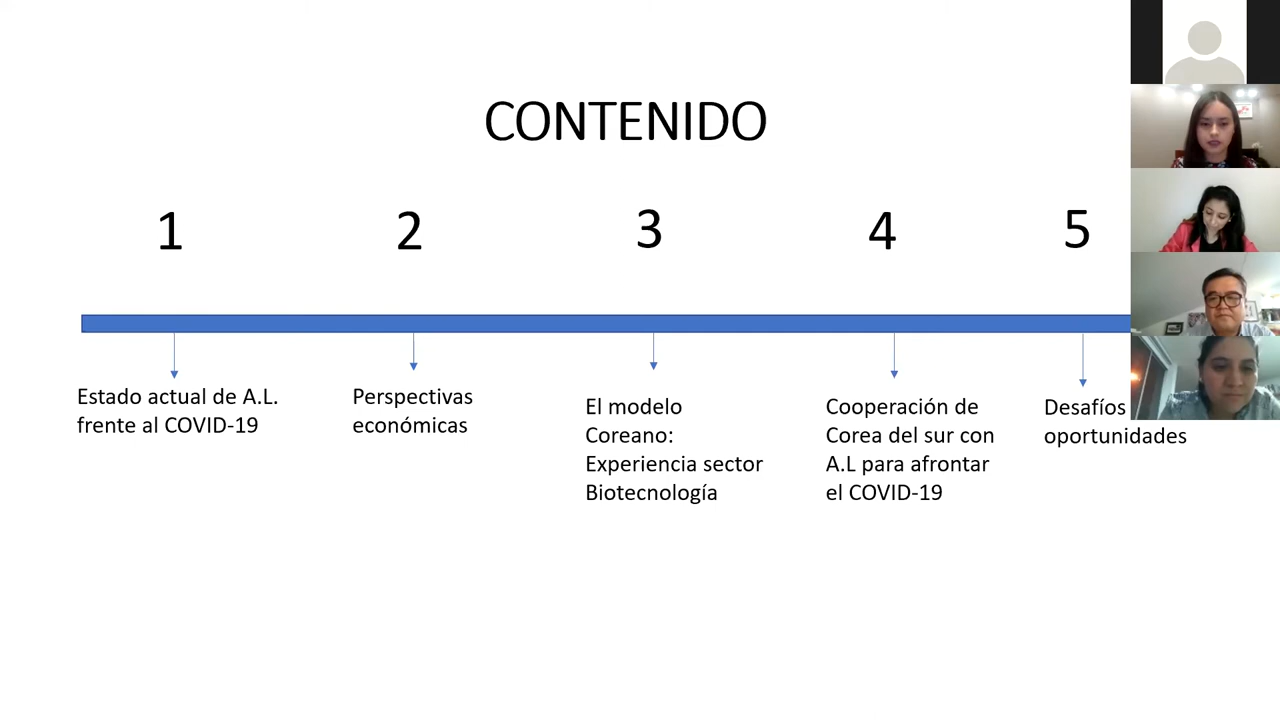 CONTENIDO
1
2
3
4
5
Estado actual de A.L.
frente al COVID-19
Perspectivas
económicas
El modelo
Coreano:
Experiencia sector
Biotecnología
Cooperación de
Corea del sur con
A.L para afrontar
el COVID-19
Desafíos
oportunidades